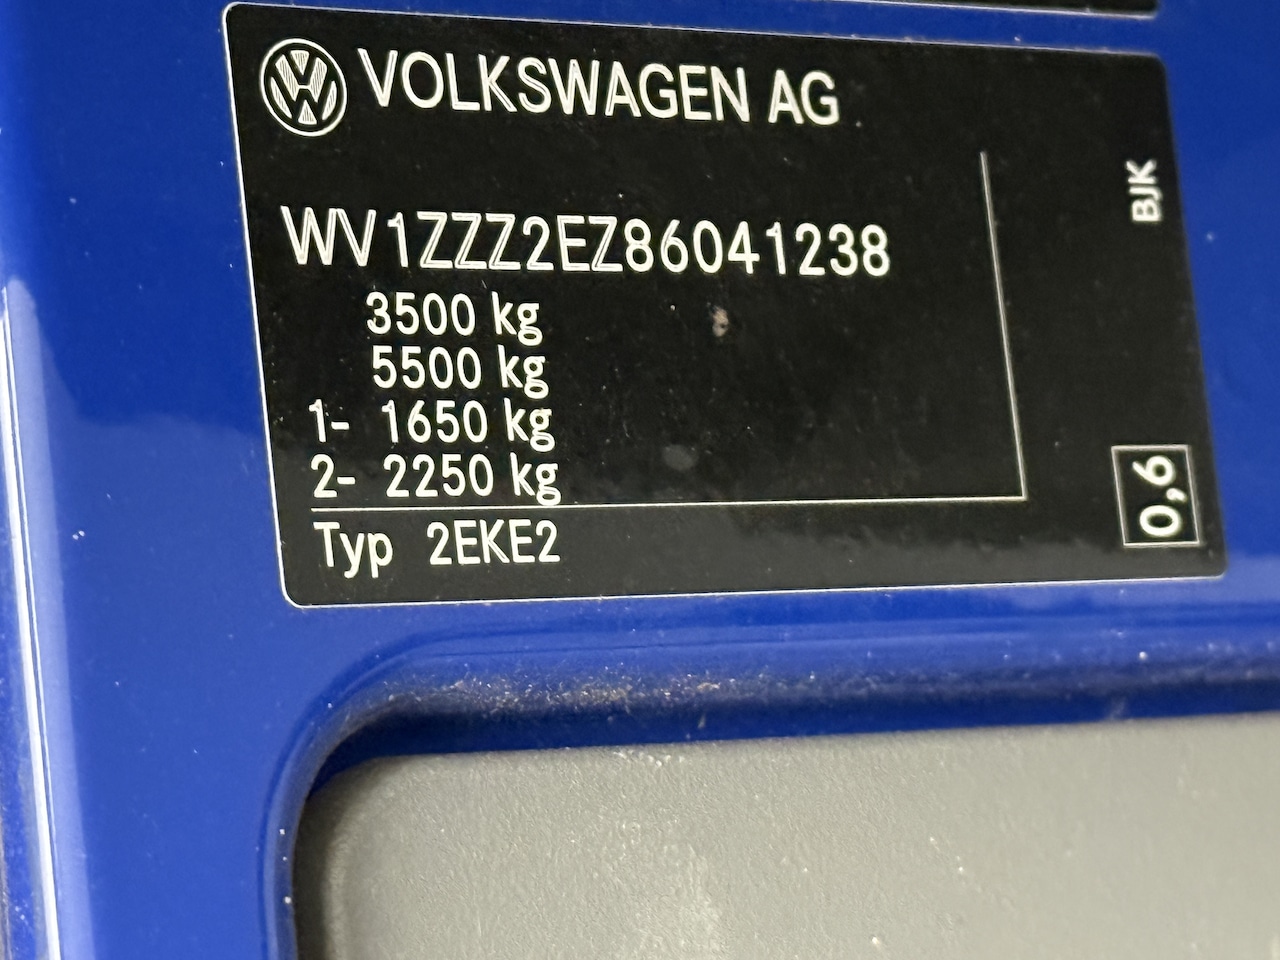 VOLKSWAGEN AG
WV1ZZZ2EZ86041238
3500 kg
5500 kg
1- 1650 kg
2- 2250 kg
Typ 2EKE2
BJK
0,6